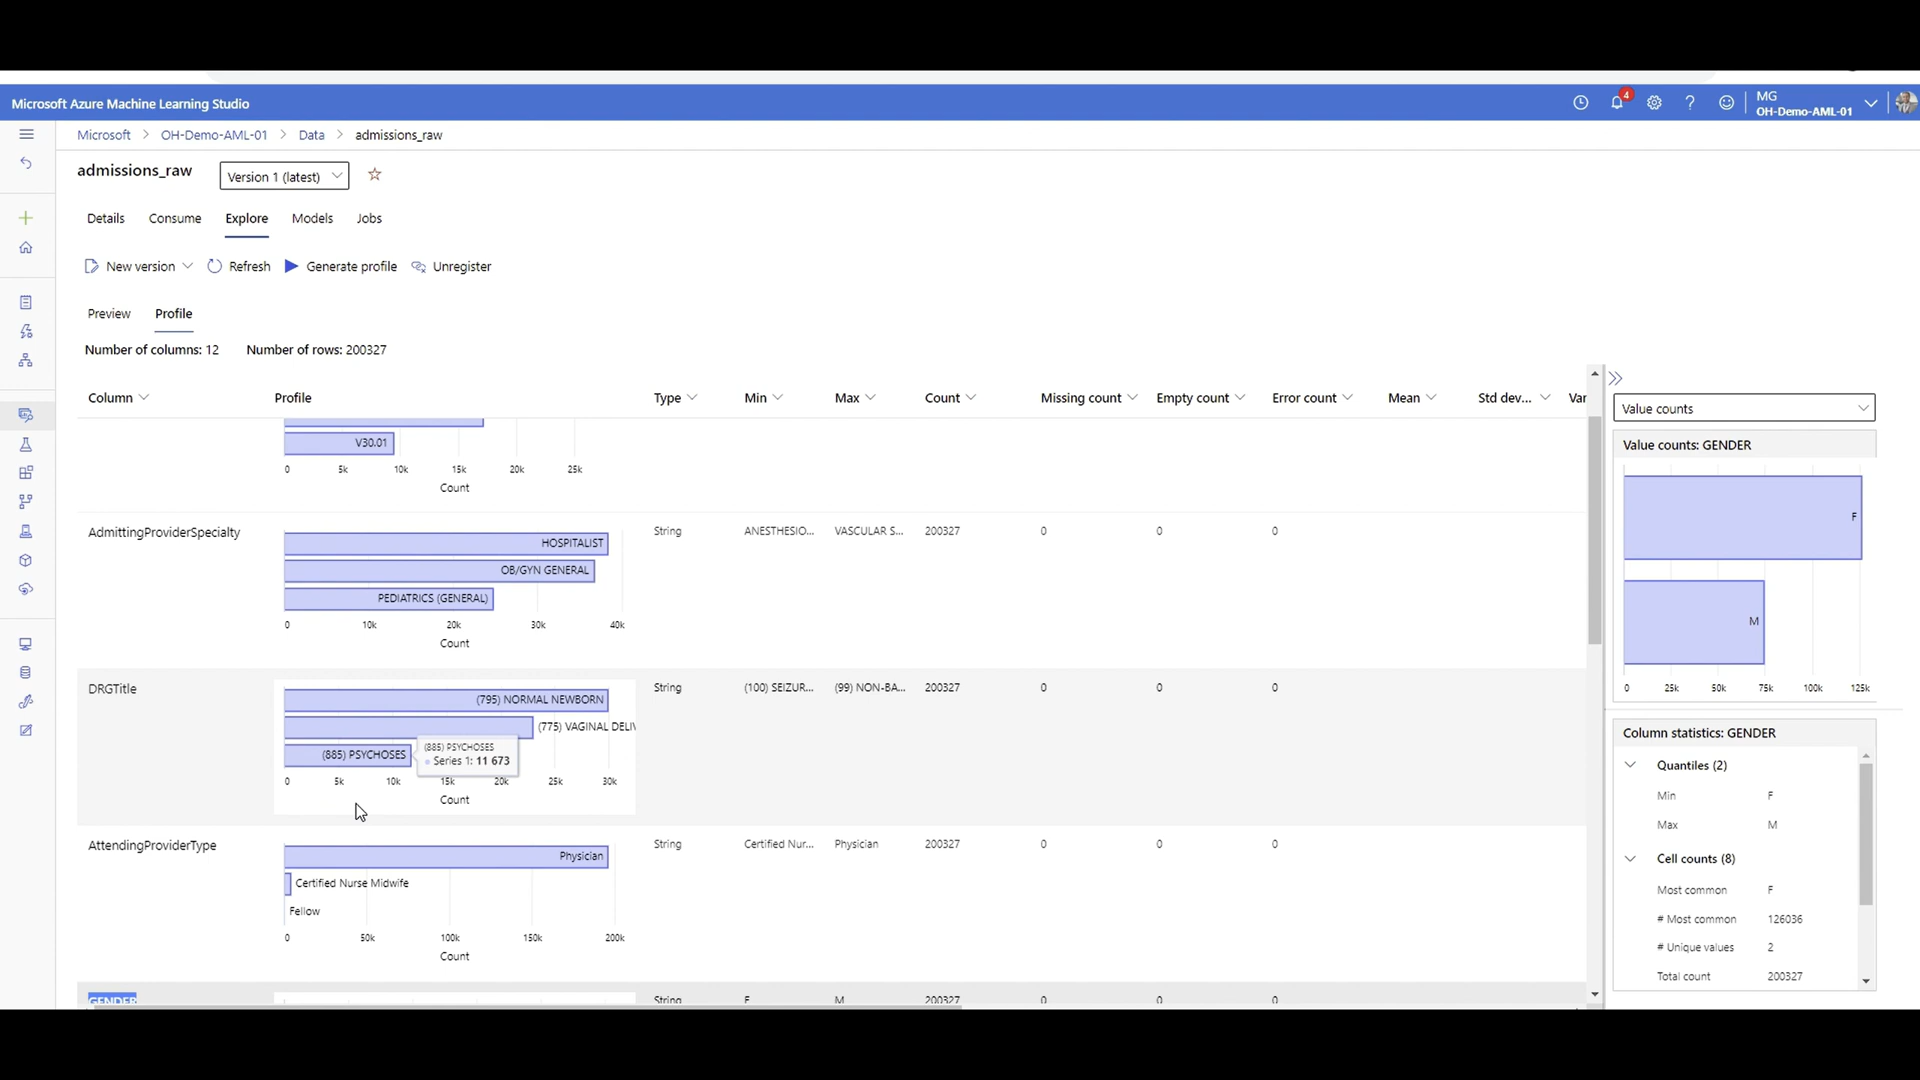 Microsoft Azure Machine Learning Studio
4
MG
OH-Demo-AML-01
Microsoft > OH-Demo-AML-01 > Data > admissions_raw
admissions_raw
Version 1 (latest)
Details Consume Explore Models Jobs
New version Refresh Generate profile Unregister
Preview Profile
Number of columns: 12 Number of rows: 200327
Column Profile Type Min Max Count Missing count Empty count Error count Mean Std dev... Var
V30.01
0 5k 10k 15k 20k 25k
Count
AdmittingProviderSpecialty String ANESTHESIO... VASCULAR S... 200327 0 0 0
HOSPITALIST
OB/GYN GENERAL
PEDIATRICS (GENERAL)
0 10k 20k 30k 40k
Count
DRGTitle String (100) SEIZUR... (99) NON-BA... 200327 0 0 0
(795) NORMAL NEWBORN
(775) VAGINAL DELIV
(885) PSYCHOSES
(885) PSYCHOSES
Series 1: 11 673
0 5k 10k 15k 20k 25k 30k
Count
AttendingProviderType String Certified Nur... Physician 200327 0 0 0
Physician
Certified Nurse Midwife
Fellow
0 50k 100k 150k 200k
Count
GENDER String F M 200327 0 0 0
Value counts
Value counts: GENDER
F
M
0 25k 50k 75k 100k 125k
Column statistics: GENDER
Quantiles (2)
Min F
Max M
Cell counts (8)
Most common F
# Most common 126036
# Unique values 2
Total count 200327